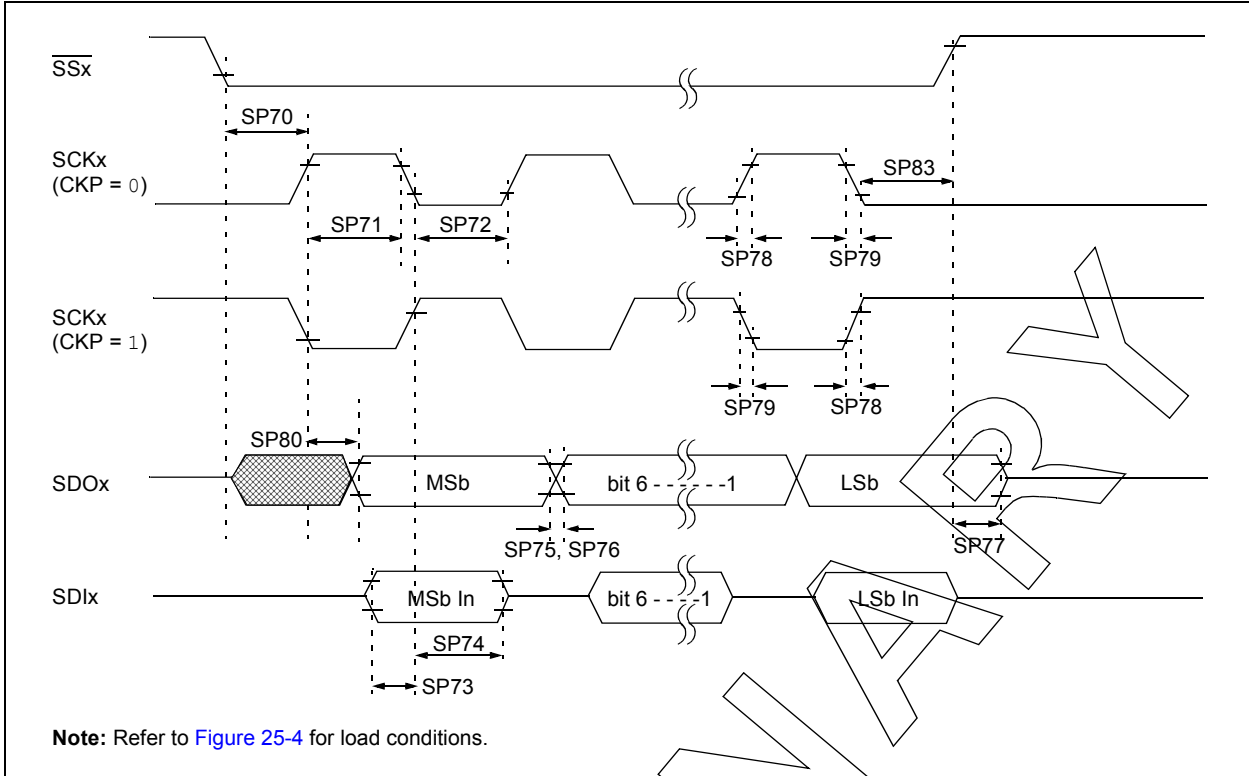 SSx
SP70
SCKx
(CKP = 0)
SP83
SP71
SP72
SP78
SP79
SCKx
(CKP = 1)
SP79
SP78
SP80
SDOx
MSb
bit 6 - - - - - -1
LSb
SP75, SP76
SP77
SDIx
MSb In
bit 6 - - - -1
LSb In
SP74
SP73
Note: Refer to Figure 25-4 for load conditions.